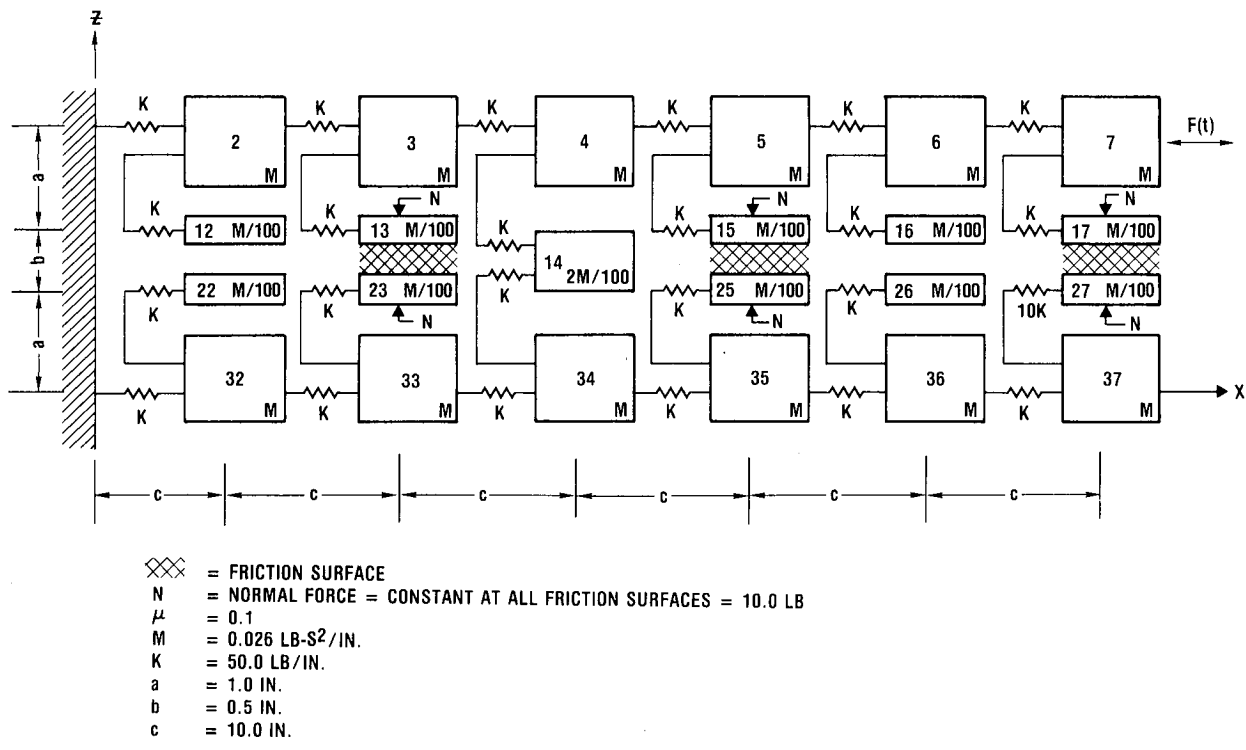 Z
K K K K K K
F(t)
2 3 4 5 6 7
M M M M M M
a
N N N
K K K K K K
12 M/100 13 M/100 15 M/100 16 M/100 17 M/100
b
14 2M/100
22 M/100 23 M/100 25 M/100 26 M/100 27 M/100
K K K K K 10K
N N N
a
32 33 34 35 36 37
M M M M M M
X
K K K K K K
c c c c c c
= FRICTION SURFACE
N = NORMAL FORCE = CONSTANT AT ALL FRICTION SURFACES = 10.0 LB
μ = 0.1
M = 0.026 LB-S²/IN.
K = 50.0 LB/IN.
a = 1.0 IN.
b = 0.5 IN.
c = 10.0 IN.